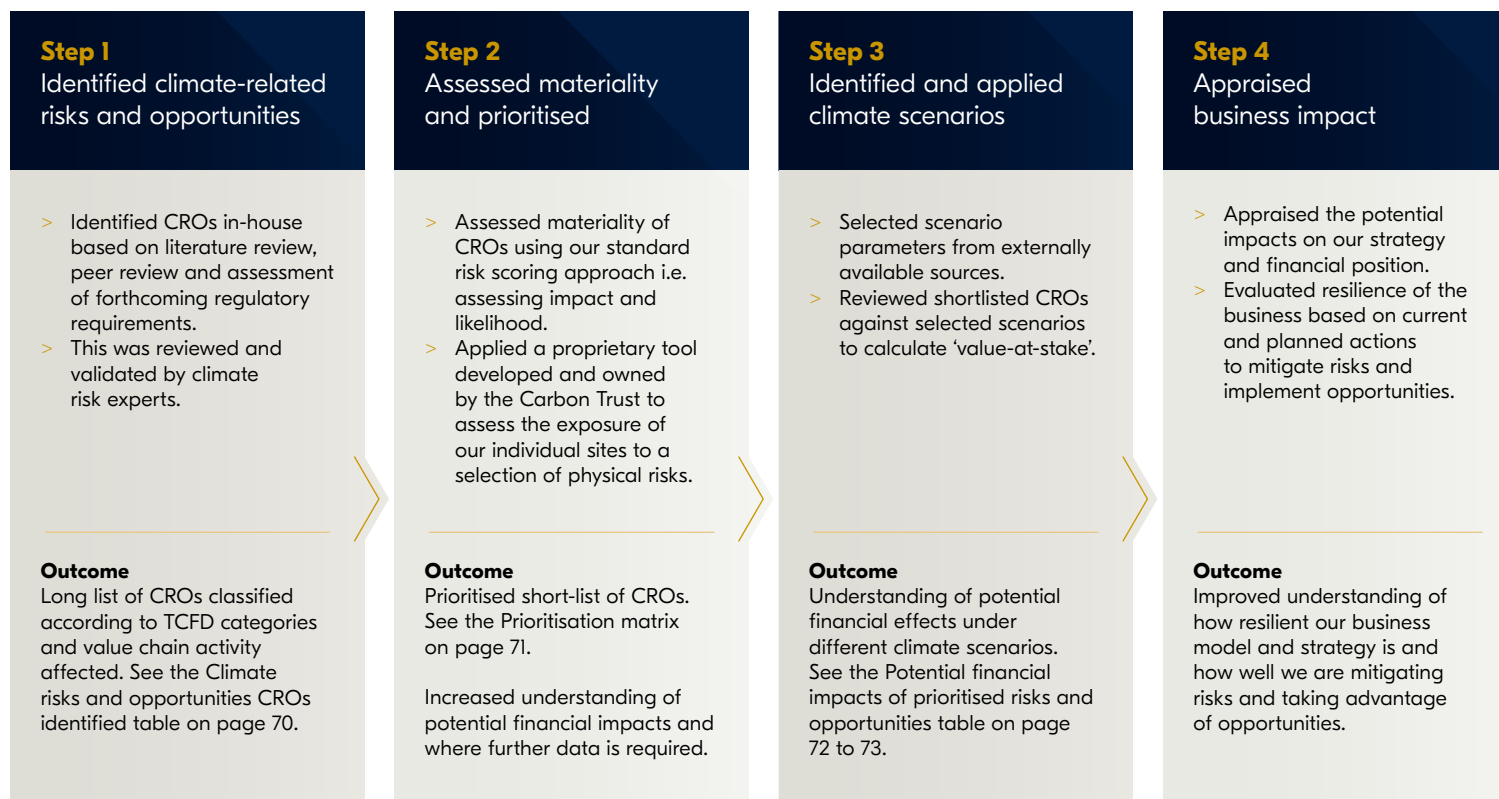 Step 1
Identified climate-related
risks and opportunities
> Identified CROs in-house
based on literature review,
peer review and assessment
of forthcoming regulatory
requirements.
> This was reviewed and
validated by climate
risk experts.
Outcome
Long list of CROs classified
according to TCFD categories
and value chain activity
affected. See the Climate
risks and opportunities CROs
identified table on page 70.
Step 2
Assessed materiality
and prioritised
> Assessed materiality of
CROs using our standard
risk scoring approach i.e.
assessing impact and
likelihood.
> Applied a proprietary tool
developed and owned
by the Carbon Trust to
assess the exposure of
our individual sites to a
selection of physical risks.
Outcome
Prioritised short-list of CROs.
See the Prioritisation matrix
on page 71.
Increased understanding of
potential financial impacts and
where further data is required.
Step 3
Identified and applied
climate scenarios
> Selected scenario
parameters from externally
available sources.
> Reviewed shortlisted CROs
against selected scenarios
to calculate ‘value-at-stake’.
Outcome
Understanding of potential
financial effects under
different climate scenarios.
See the Potential financial
impacts of prioritised risks and
opportunities table on page
72 to 73.
Step 4
Appraised
business impact
> Appraised the potential
impacts on our strategy
and financial position.
> Evaluated resilience of the
business based on current
and planned actions
to mitigate risks and
implement opportunities.
Outcome
Improved understanding of
how resilient our business
model and strategy is and
how well we are mitigating
risks and taking advantage
of opportunities.